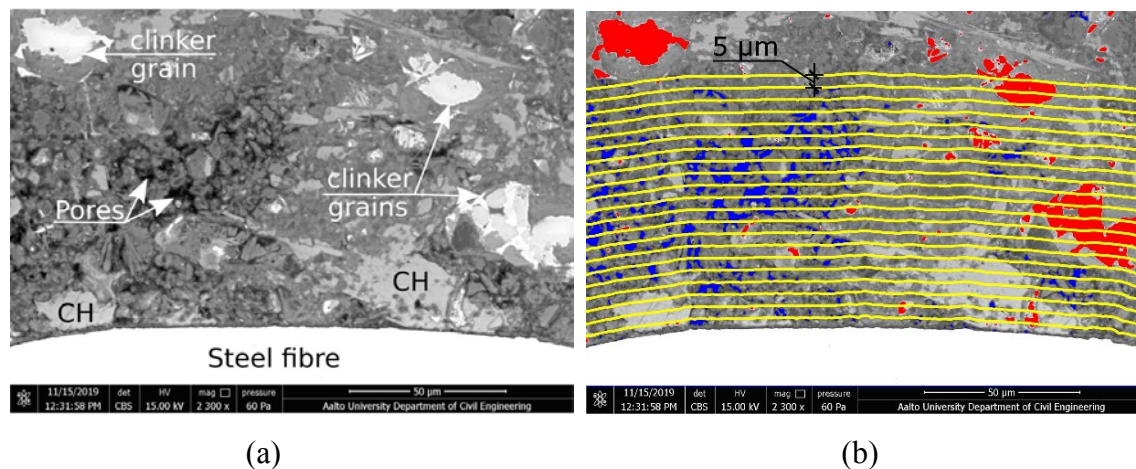 clinker
grain
clinker
grains
Pores
CH
CH
Steel fibre
11/15/2019 det HV mag pressure 50 µm
12:31:58 PM CBS 15.00 kV 2 300 x 60 Pa Aalto University Department of Civil Engineering
(a)
5 µm
11/15/2019 det HV mag pressure 50 µm
12:31:58 PM CBS 15.00 kV 2 300 x 60 Pa Aalto University Department of Civil Engineering
(b)